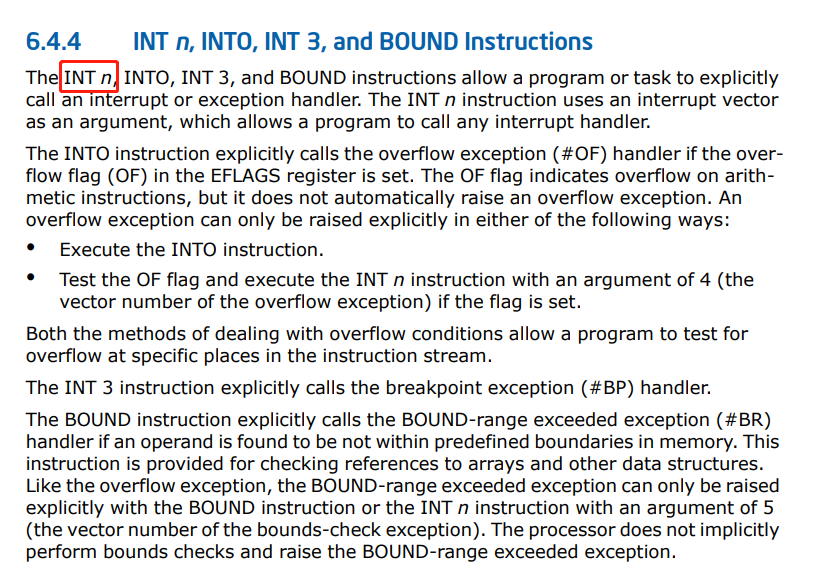 6.4.4 INT n, INTO, INT 3, and BOUND Instructions
The INT n, INTO, INT 3, and BOUND instructions allow a program or task to explicitly
call an interrupt or exception handler. The INT n instruction uses an interrupt vector
as an argument, which allows a program to call any interrupt handler.
The INTO instruction explicitly calls the overflow exception (#OF) handler if the over-
flow flag (OF) in the EFLAGS register is set. The OF flag indicates overflow on arith-
metic instructions, but it does not automatically raise an overflow exception. An
overflow exception can only be raised explicitly in either of the following ways:
• Execute the INTO instruction.
• Test the OF flag and execute the INT n instruction with an argument of 4 (the
vector number of the overflow exception) if the flag is set.
Both the methods of dealing with overflow conditions allow a program to test for
overflow at specific places in the instruction stream.
The INT 3 instruction explicitly calls the breakpoint exception (#BP) handler.
The BOUND instruction explicitly calls the BOUND-range exceeded exception (#BR)
handler if an operand is found to be not within predefined boundaries in memory. This
instruction is provided for checking references to arrays and other data structures.
Like the overflow exception, the BOUND-range exceeded exception can only be raised
explicitly with the BOUND instruction or the INT n instruction with an argument of 5
(the vector number of the bounds-check exception). The processor does not implicitly
perform bounds checks and raise the BOUND-range exceeded exception.